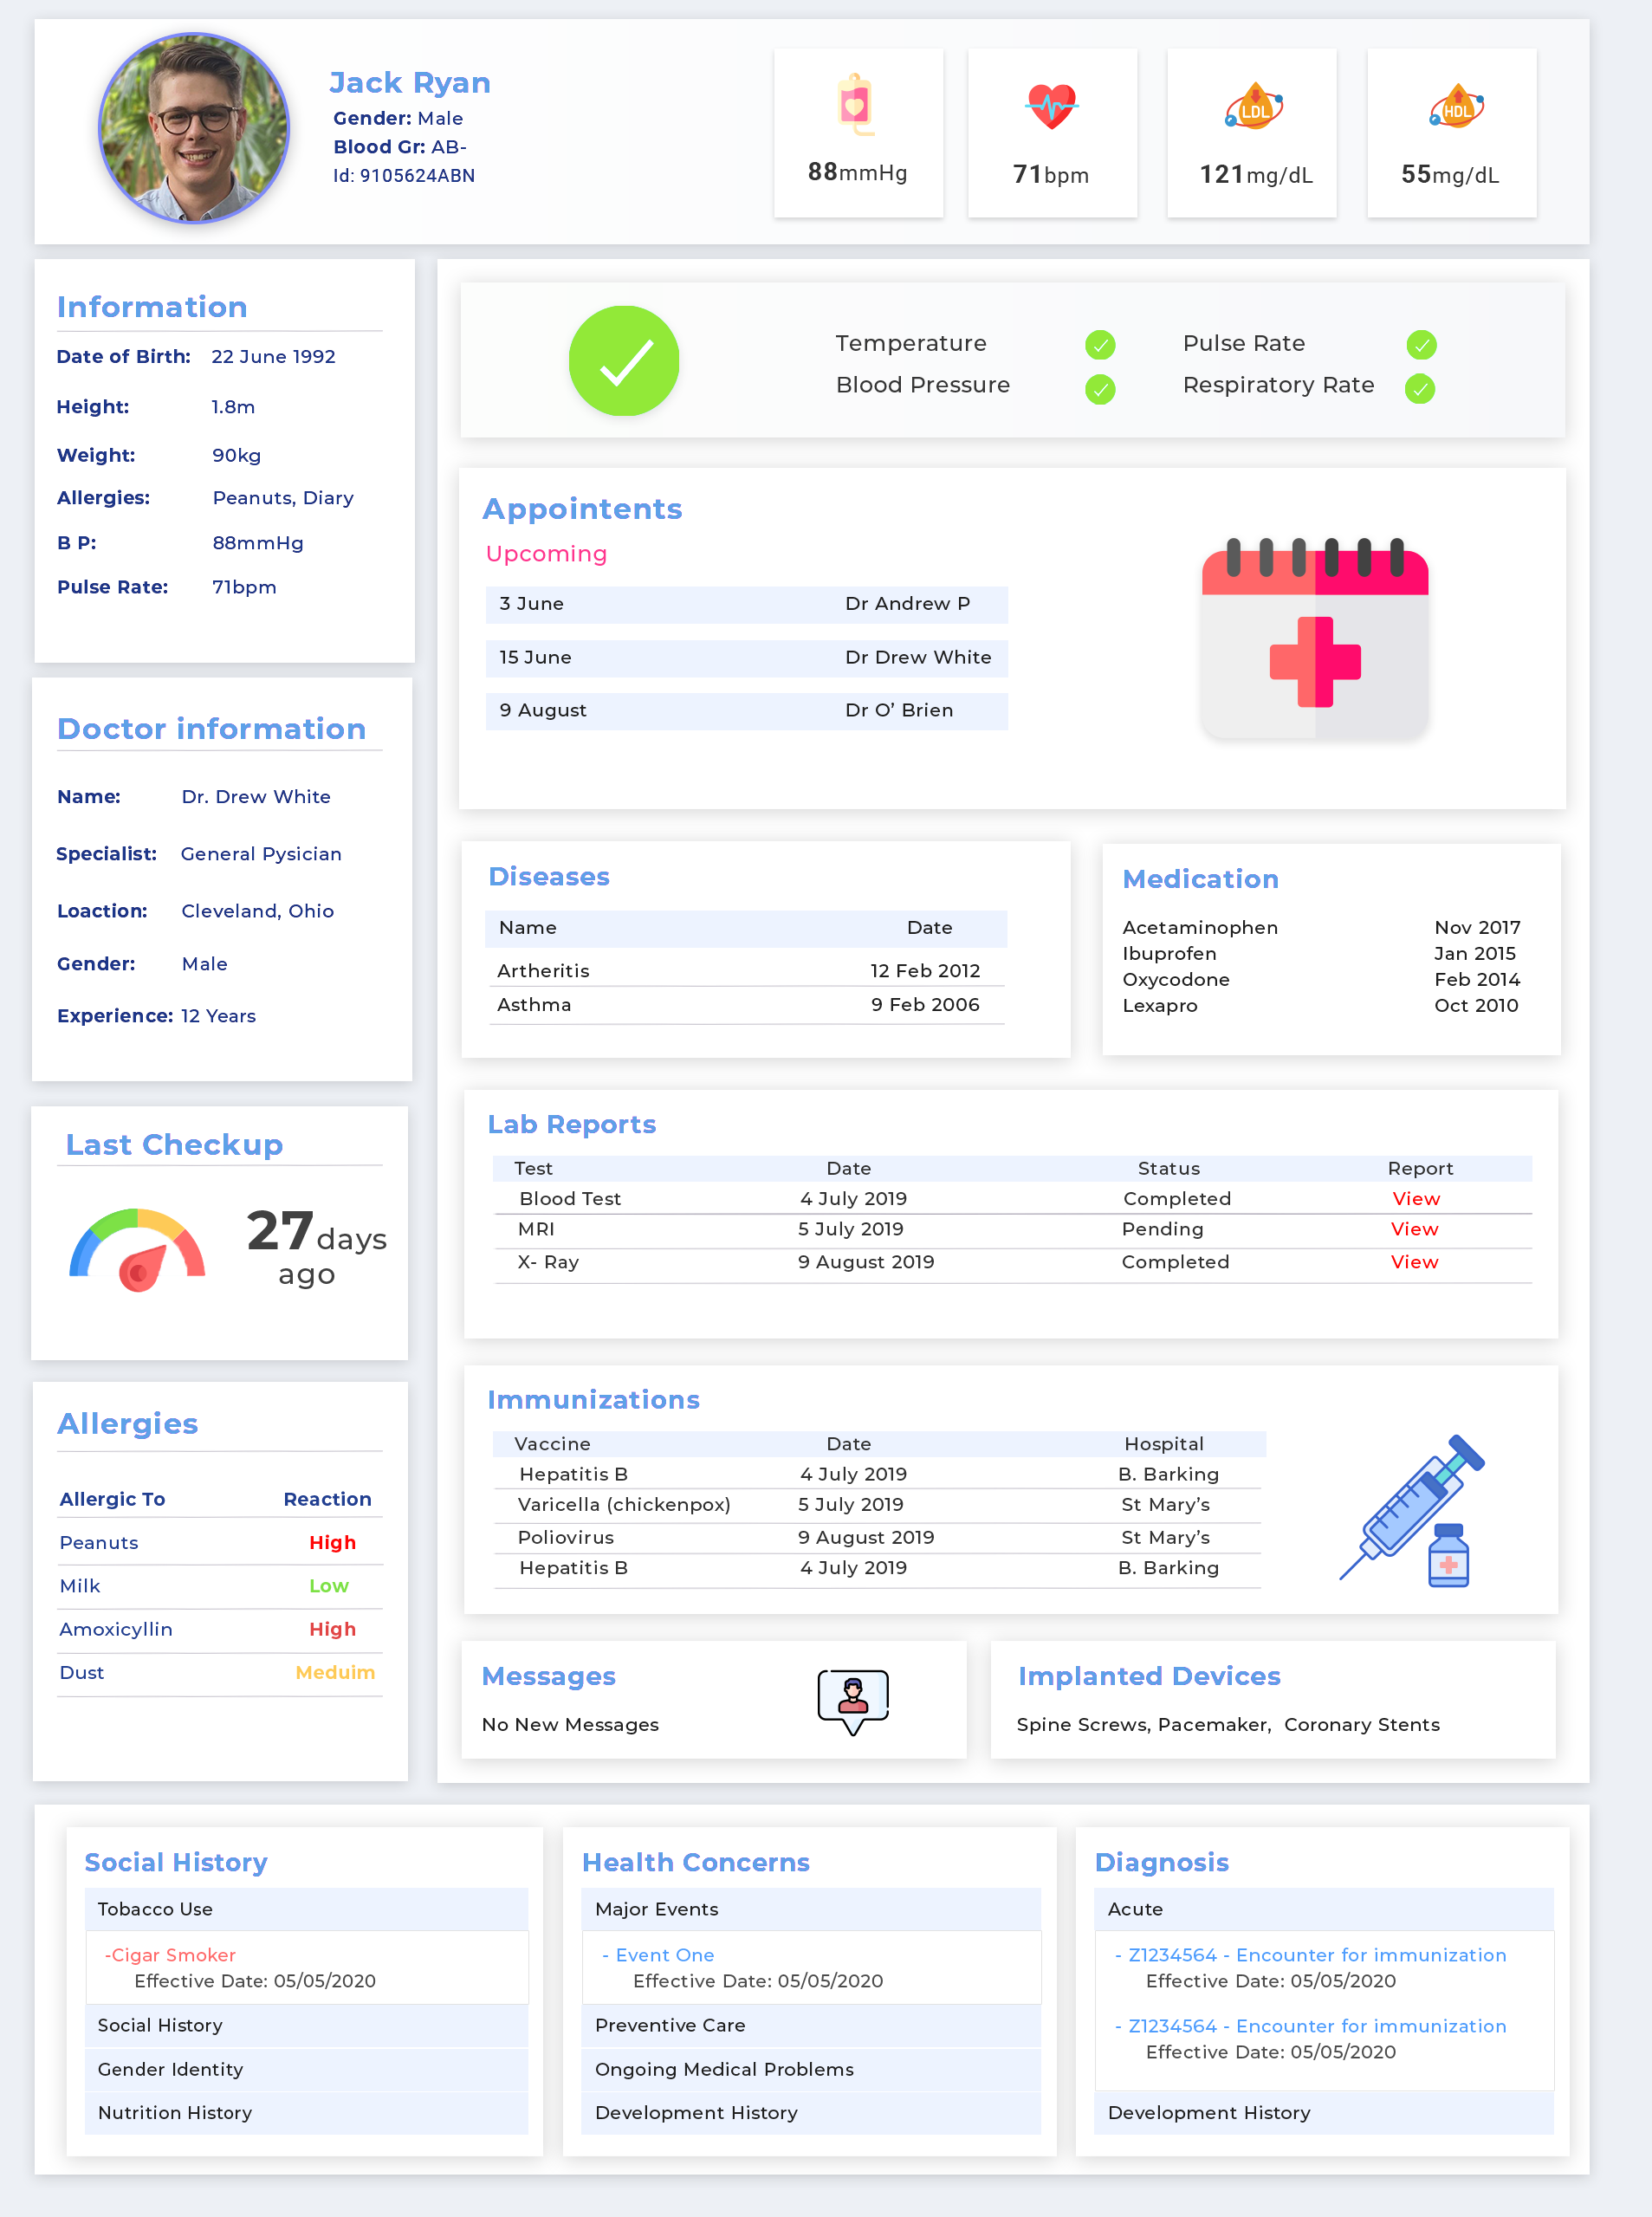 Jack Ryan
Gender: Male
Blood Gr: AB-
Id: 9105624ABN
88mmHg
71bpm
LDL
121mg/dL
HDL
55mg/dL
Information
Date of Birth: 22 June 1992
Height: 1.8m
Weight: 90kg
Allergies: Peanuts, Diary
B P: 88mmHg
Pulse Rate: 71bpm
Doctor information
Name: Dr. Drew White
Specialist: General Pysician
Loaction: Cleveland, Ohio
Gender: Male
Experience: 12 Years
Last Checkup
27 days
ago
Allergies
Allergic To Reaction
Peanuts High
Milk Low
Amoxicyllin High
Dust Meduim
Temperature Pulse Rate
Blood Pressure Respiratory Rate
Appointents
Upcoming
3 June Dr Andrew P
15 June Dr Drew White
9 August Dr O’ Brien
Diseases
Name Date
Artheritis 12 Feb 2012
Asthma 9 Feb 2006
Medication
Acetaminophen Nov 2017
Ibuprofen Jan 2015
Oxycodone Feb 2014
Lexapro Oct 2010
Lab Reports
Test Date Status Report
Blood Test 4 July 2019 Completed View
MRI 5 July 2019 Pending View
X- Ray 9 August 2019 Completed View
Immunizations
Vaccine Date Hospital
Hepatitis B 4 July 2019 B. Barking
Varicella (chickenpox) 5 July 2019 St Mary’s
Poliovirus 9 August 2019 St Mary’s
Hepatitis B 4 July 2019 B. Barking
Messages
No New Messages
Implanted Devices
Spine Screws, Pacemaker, Coronary Stents
Social History
Tobacco Use
-Cigar Smoker
Effective Date: 05/05/2020
Social History
Gender Identity
Nutrition History
Health Concerns
Major Events
- Event One
Effective Date: 05/05/2020
Preventive Care
Ongoing Medical Problems
Development History
Diagnosis
Acute
- Z1234564 - Encounter for immunization
Effective Date: 05/05/2020
- Z1234564 - Encounter for immunization
Effective Date: 05/05/2020
Development History